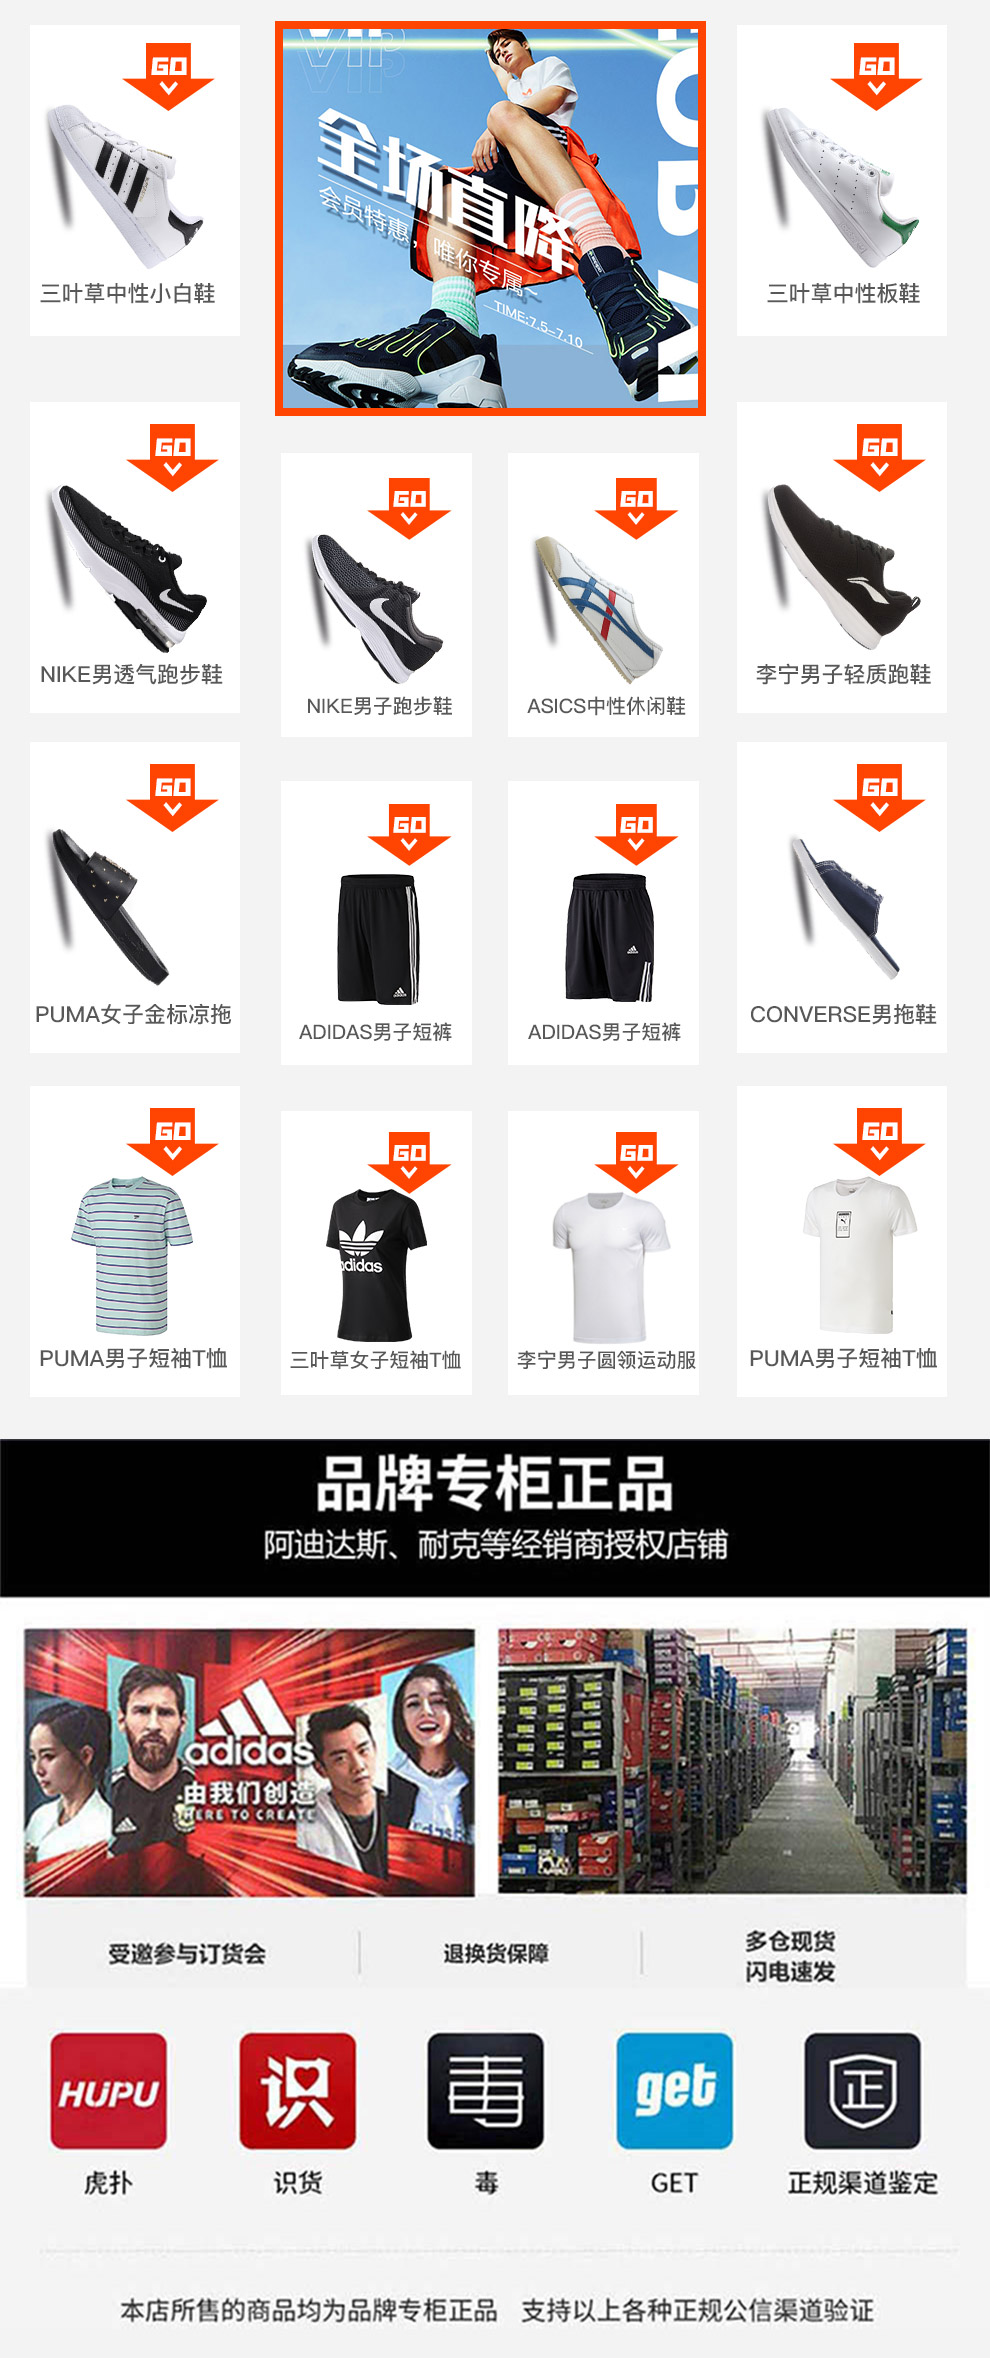 GO
三叶草中性小白鞋
VIP
VIP
全场直降
会员特惠，唯你专属~
TIME:7.5-7.10
GO
三叶草中性板鞋
GO
NIKE男透气跑步鞋
GO
NIKE男子跑步鞋
GO
ASICS中性休闲鞋
GO
李宁男子轻质跑鞋
GO
PUMA女子金标凉拖
GO
ADIDAS男子短裤
GO
ADIDAS男子短裤
GO
CONVERSE男拖鞋
GO
PUMA男子短袖T恤
GO
adidas
三叶草女子短袖T恤
GO
李宁男子圆领运动服
GO
PUMA男子短袖T恤
品牌专柜正品
阿迪达斯、耐克等经销商授权店铺
adidas
由我们创造
HERE TO CREATE
受邀参与订货会
退换货保障
多仓现货
闪电速发
HUPU
识
毒
get
正
虎扑
识货
毒
GET
正规渠道鉴定
本店所售的商品均为品牌专柜正品 支持以上各种正规公信渠道验证